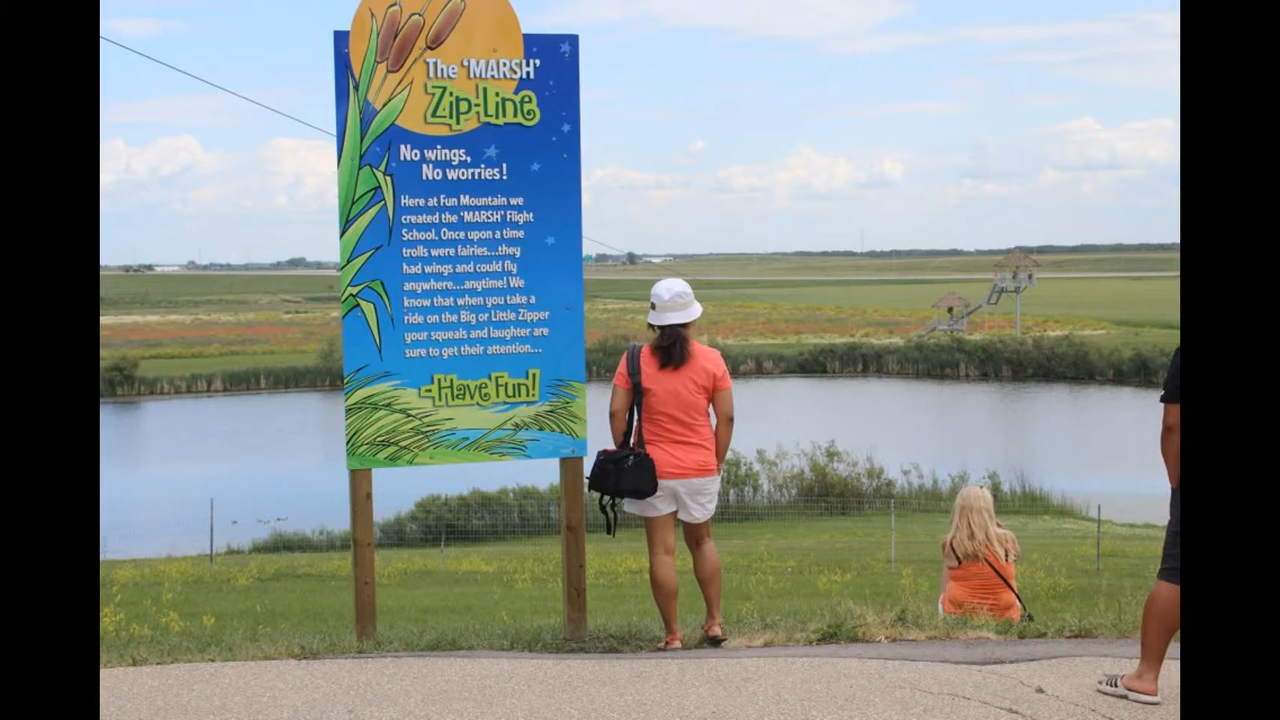 The 'MARSH'
Zip-Line
No wings,
No worries!
Here at Fun Mountain we
created the 'MARSH' Flight
School. Once upon a time
trolls were fairies...they
had wings and could fly
anywhere...anytime! We
know that when you take a
ride on the Big or Little Zipper
your squeals and laughter are
sure to get their attention...
-Have Fun!